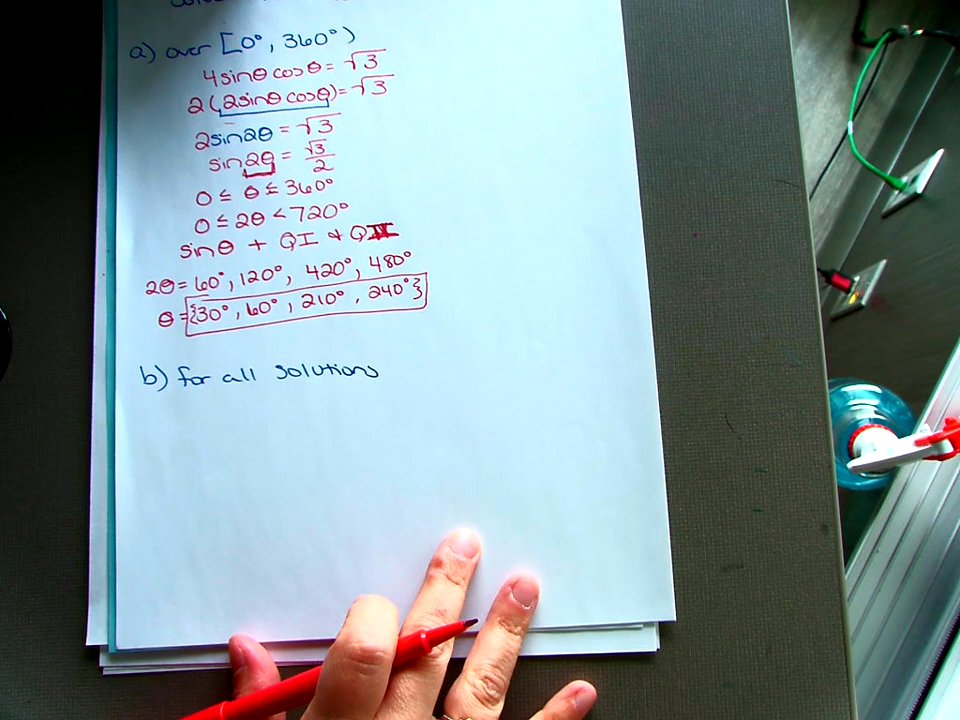 a) over [0°, 360°)
4sinθ cosθ = √3
2(2sinθ cosθ) = √3
2sin2θ = √3
sin2θ = √3/2
0 ≤ θ ≤ 360°
0 ≤ 2θ < 720°
sinθ + QI & QII
2θ = 60°, 120°, 420°, 480°
θ = {30°, 60°, 210°, 240°}
b) for all solutions